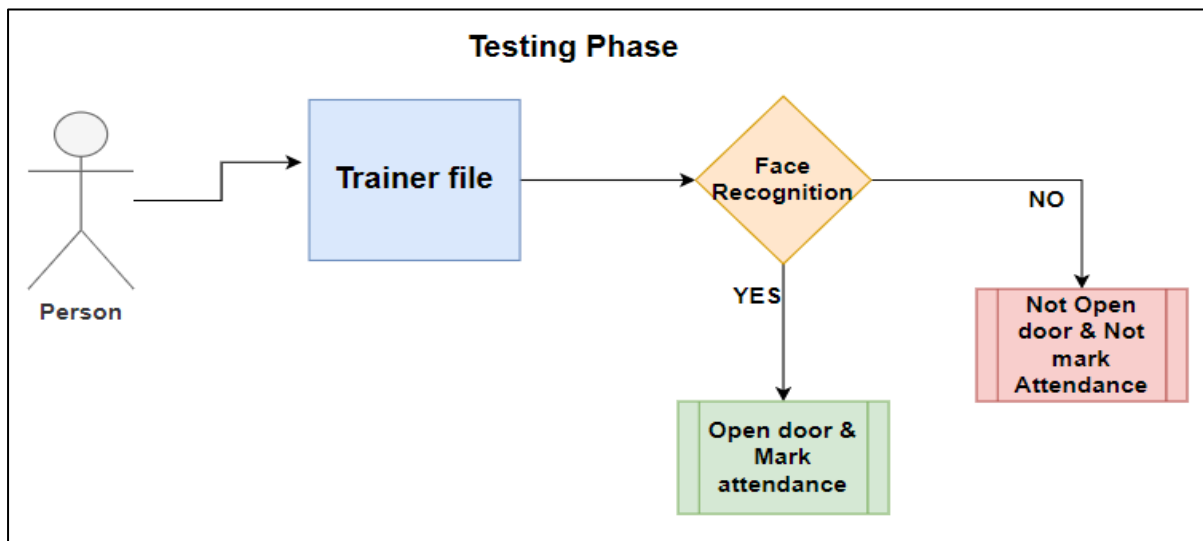 Testing Phase
Person
Trainer file
Face
Recognition
NO
YES
Not Open
door & Not
mark
Attendance
Open door &
Mark
attendance